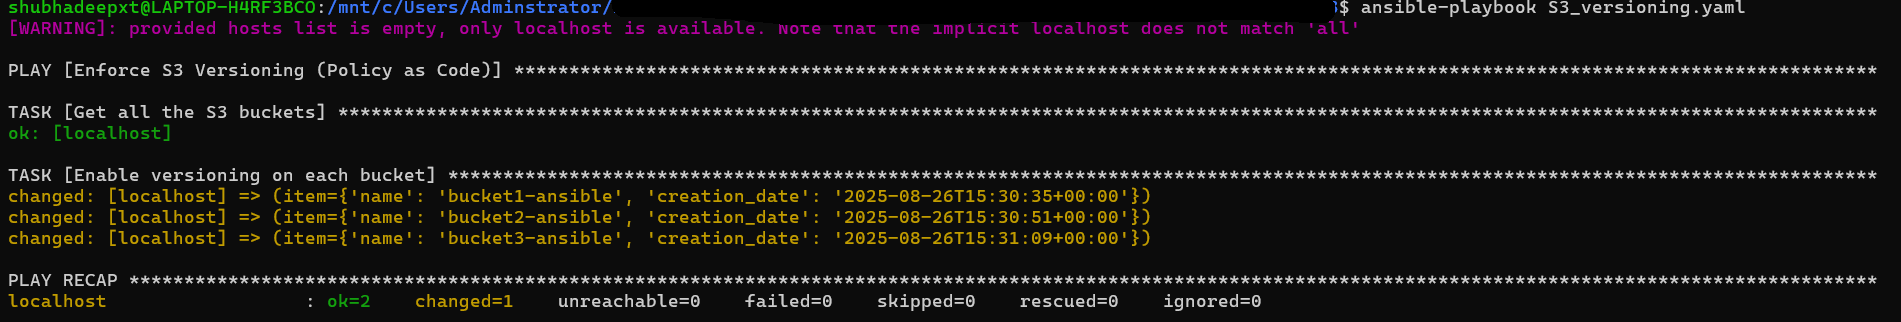 shubhadeepxt@LAPTOP-H4RF3BCO:/mnt/c/Users/Adminstrator/ $ ansible-playbook S3_versioning.yaml
[WARNING]: provided hosts list is empty, only localhost is available. Note that the implicit localhost does not match 'all'
PLAY [Enforce S3 Versioning (Policy as Code)] ****************************************************************************************************************************
TASK [Get all the S3 buckets] ********************************************************************************************************************************************
ok: [localhost]
TASK [Enable versioning on each bucket] **********************************************************************************************************************************
changed: [localhost] => (item={'name': 'bucket1-ansible', 'creation_date': '2025-08-26T15:30:35+00:00'})
changed: [localhost] => (item={'name': 'bucket2-ansible', 'creation_date': '2025-08-26T15:30:51+00:00'})
changed: [localhost] => (item={'name': 'bucket3-ansible', 'creation_date': '2025-08-26T15:31:09+00:00'})
PLAY RECAP ***************************************************************************************************************************************************************
localhost : ok=2 changed=1 unreachable=0 failed=0 skipped=0 rescued=0 ignored=0